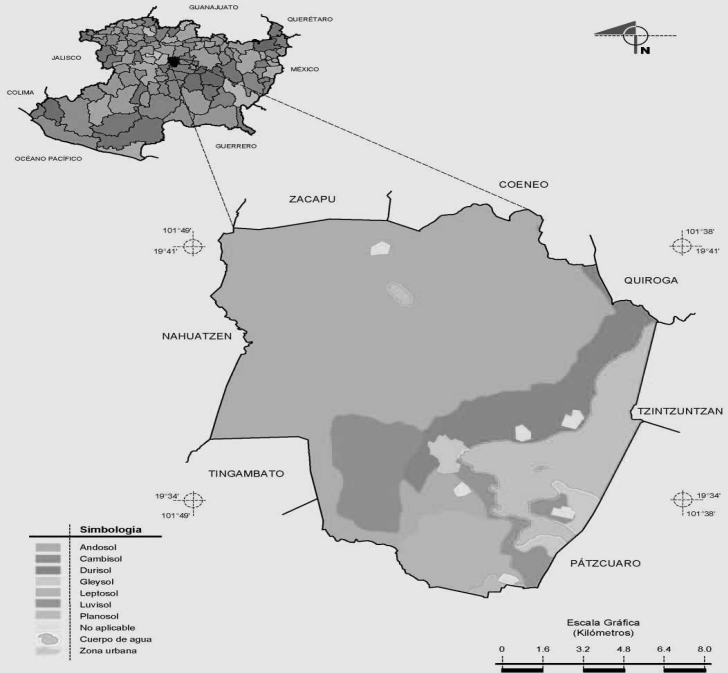 GUANAJUATO
QUERÉTARO
JALISCO
MÉXICO
COLIMA
GUERRERO
OCÉANO PACÍFICO
N
COENEO
ZACAPU
101°49'
19°41'
101°38'
19°41'
QUIROGA
NAHUATZEN
TZINTZUNTZAN
TINGAMBATO
19°34'
101°49'
19°34'
101°38'
PÁTZCUARO
Simbologia
Andosol
Cambisol
Durisol
Gleysol
Leptosol
Luvisol
Planosol
No aplicable
Cuerpo de agua
Zona urbana
Escala Gráfica
(Kilómetros)
0 1.6 3.2 4.8 6.4 8.0